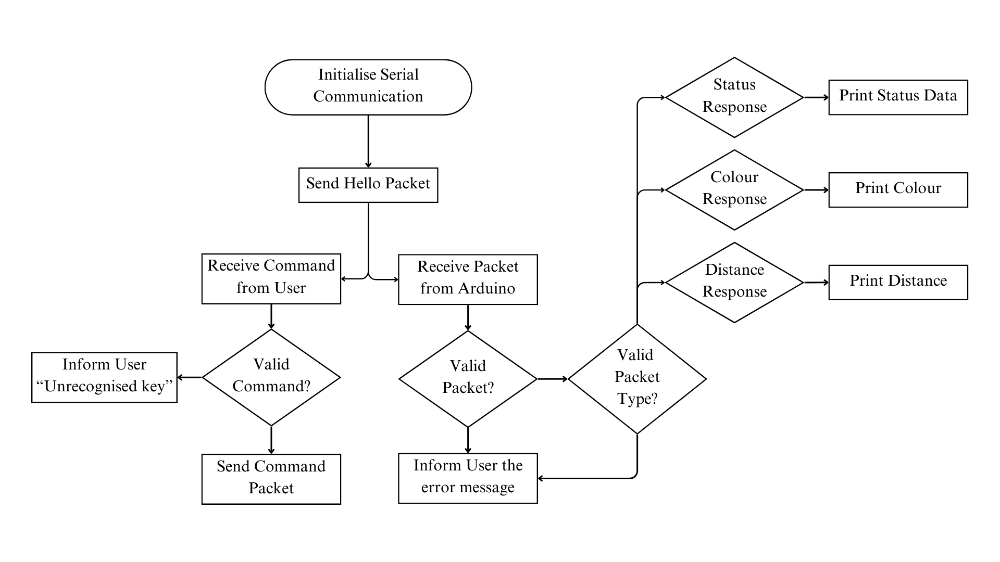 Initialise Serial
Communication
Send Hello Packet
Receive Command
from User
Receive Packet
from Arduino
Valid
Command?
Inform User
“Unrecognised key”
Send Command
Packet
Valid
Packet?
Inform User the
error message
Valid
Packet
Type?
Status
Response
Print Status Data
Colour
Response
Print Colour
Distance
Response
Print Distance